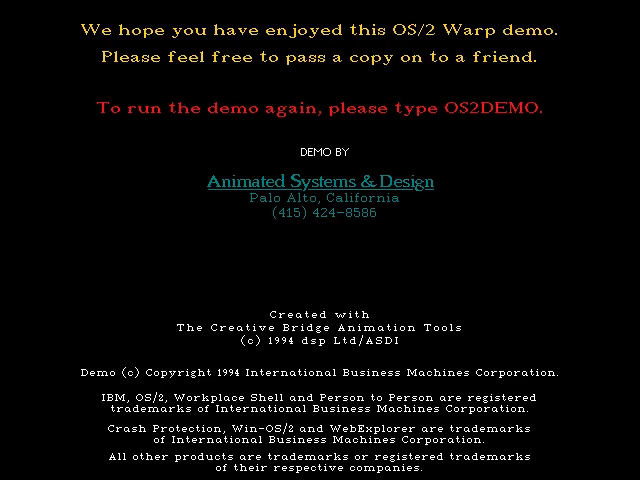 We hope you have enjoyed this OS/2 Warp demo.
Please feel free to pass a copy on to a friend.
To run the demo again, please type OS2DEMO.
DEMO BY
Animated Systems & Design
Palo Alto, California
(415) 424-8586
Created with
The Creative Bridge Animation Tools
(c) 1994 dsp Ltd/ASDI
Demo (c) Copyright 1994 International Business Machines Corporation.
IBM, OS/2, Workplace Shell and Person to Person are registered
trademarks of International Business Machines Corporation.
Crash Protection, Win-OS/2 and WebExplorer are trademarks
of International Business Machines Corporation.
All other products are trademarks or registered trademarks
of their respective companies.